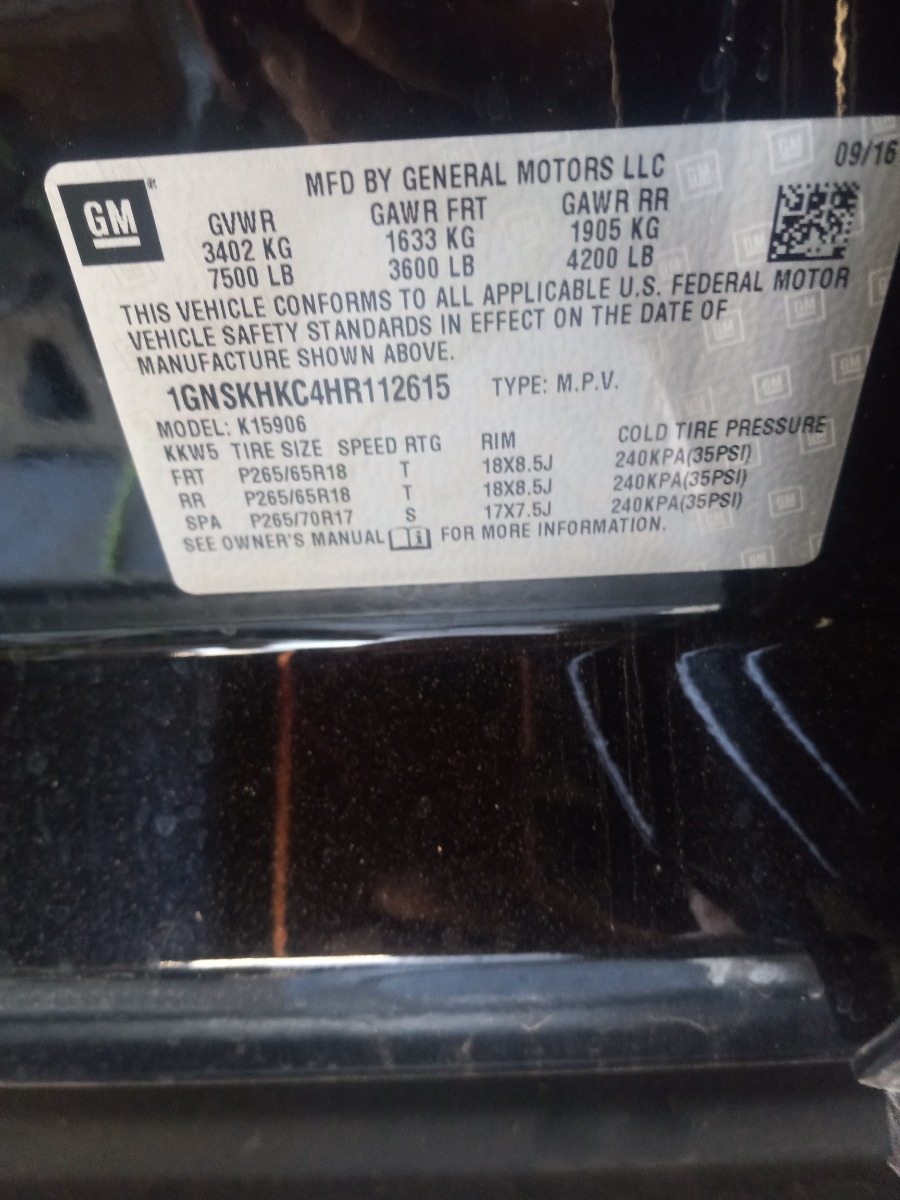 09/16
GM
MFD BY GENERAL MOTORS LLC
GVWR GAWR FRT GAWR RR
3402 KG 1633 KG 1905 KG
7500 LB 3600 LB 4200 LB
THIS VEHICLE CONFORMS TO ALL APPLICABLE U.S. FEDERAL MOTOR
VEHICLE SAFETY STANDARDS IN EFFECT ON THE DATE OF
MANUFACTURE SHOWN ABOVE.
1GNSKHKC4HR112615 TYPE: M.P.V.
MODEL: K15906
KKW5 TIRE SIZE SPEED RTG RIM COLD TIRE PRESSURE
FRT P265/65R18 T 18X8.5J 240KPA(35PSI)
RR P265/65R18 T 18X8.5J 240KPA(35PSI)
SPA P265/70R17 S 17X7.5J 240KPA(35PSI)
SEE OWNER'S MANUAL FOR MORE INFORMATION.